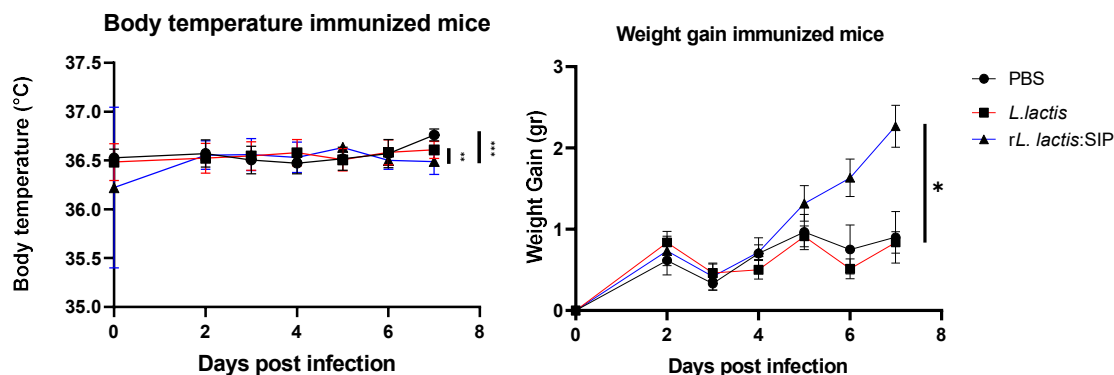 Body temperature immunized mice
Body temperature (°C)
37.5
37.0
36.5
36.0
35.5
35.0
0
2
4
6
8
Days post infection
**
***
Weight gain immunized mice
Weight Gain (gr)
3
2
1
0
0
2
4
6
8
Days post infection
*
PBS
L.lactis
rL. lactis:SIP